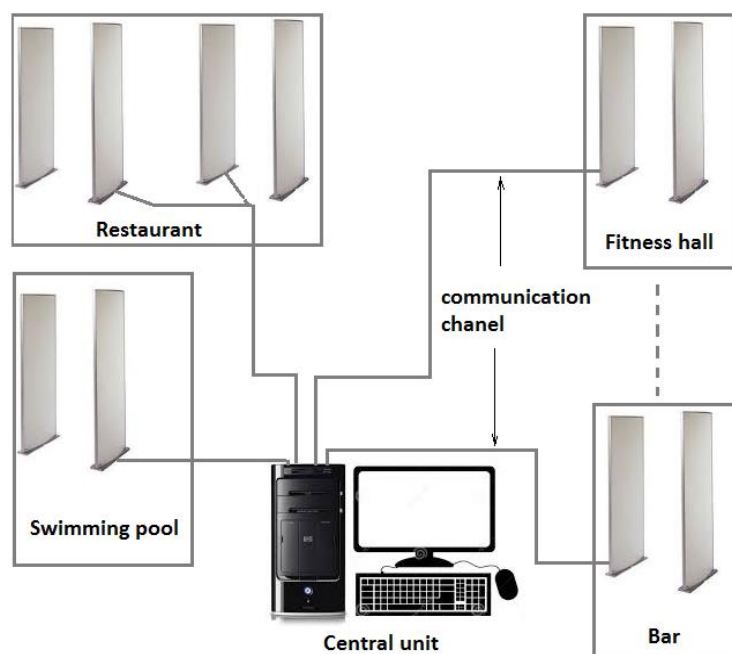 Restaurant
Fitness hall
communication
chanel
Swimming pool
Central unit
Bar